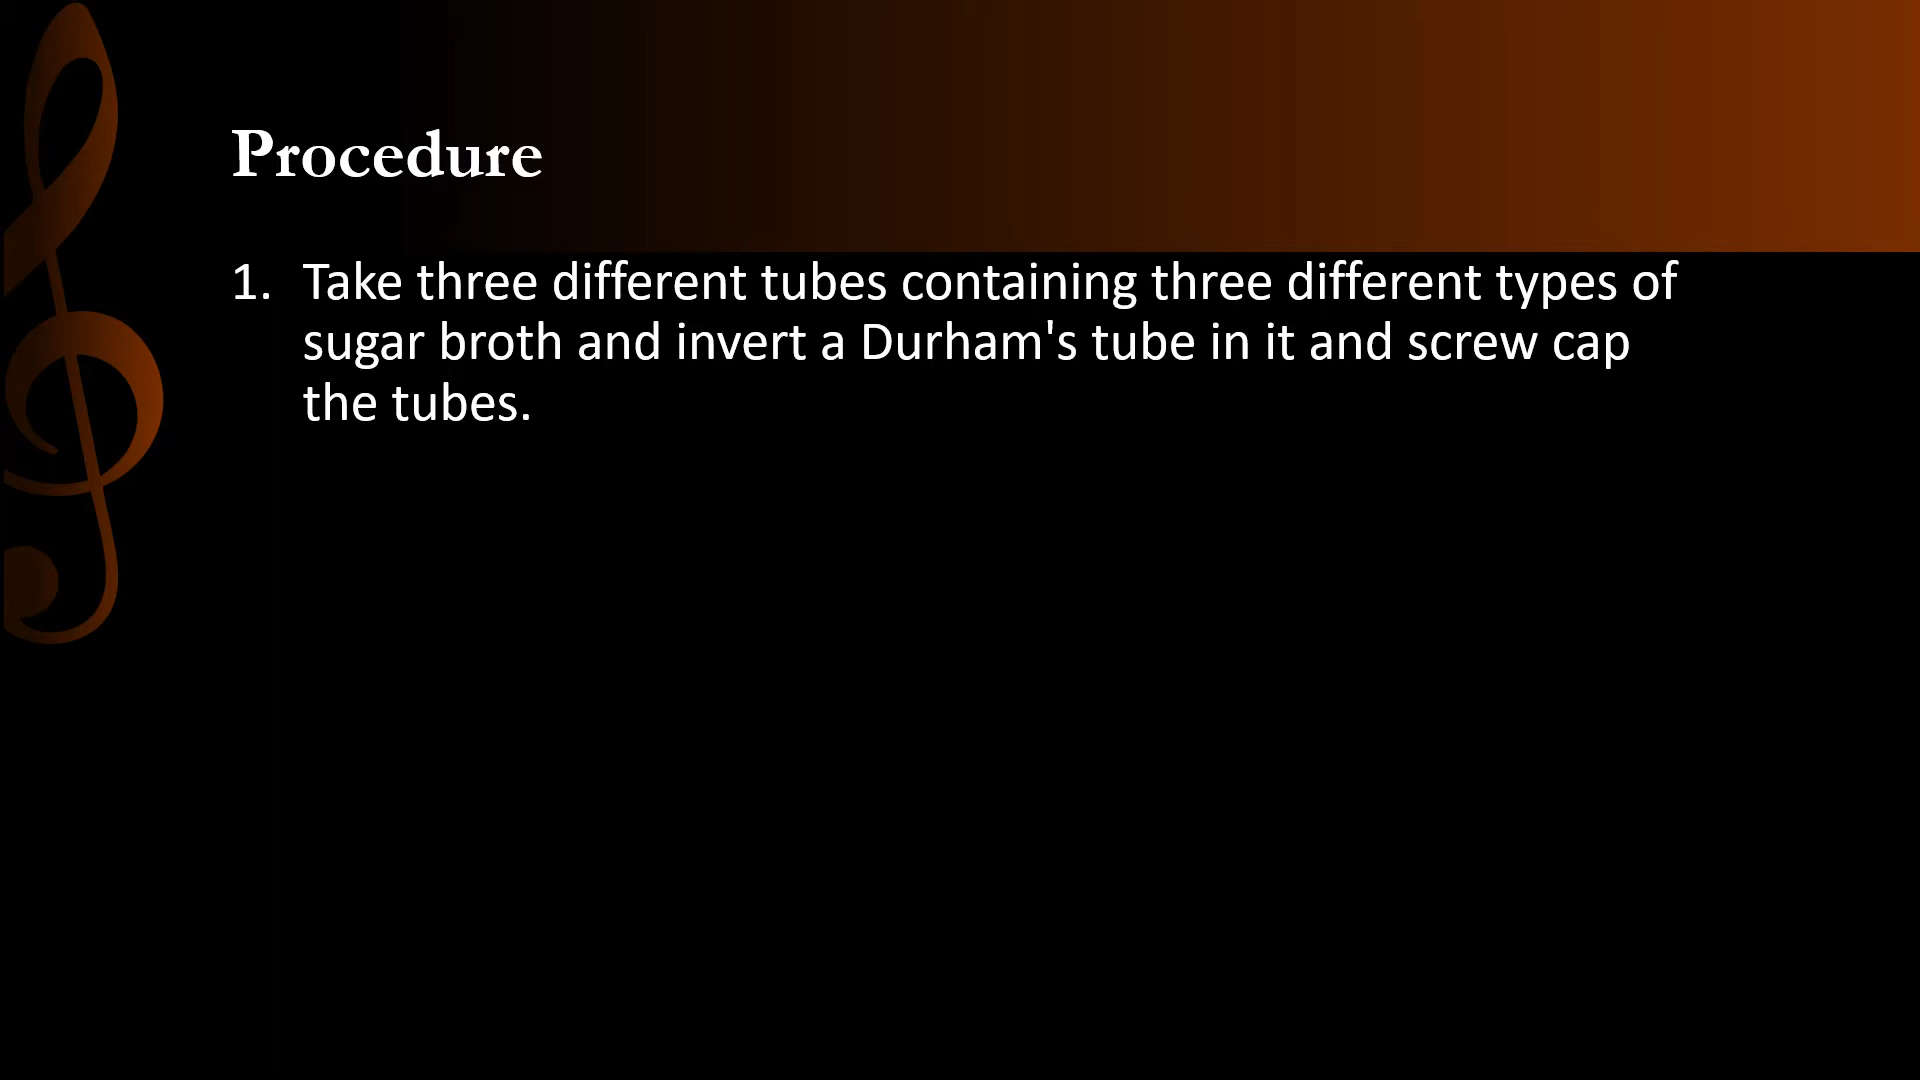 Procedure
1. Take three different tubes containing three different types of
sugar broth and invert a Durham's tube in it and screw cap
the tubes.